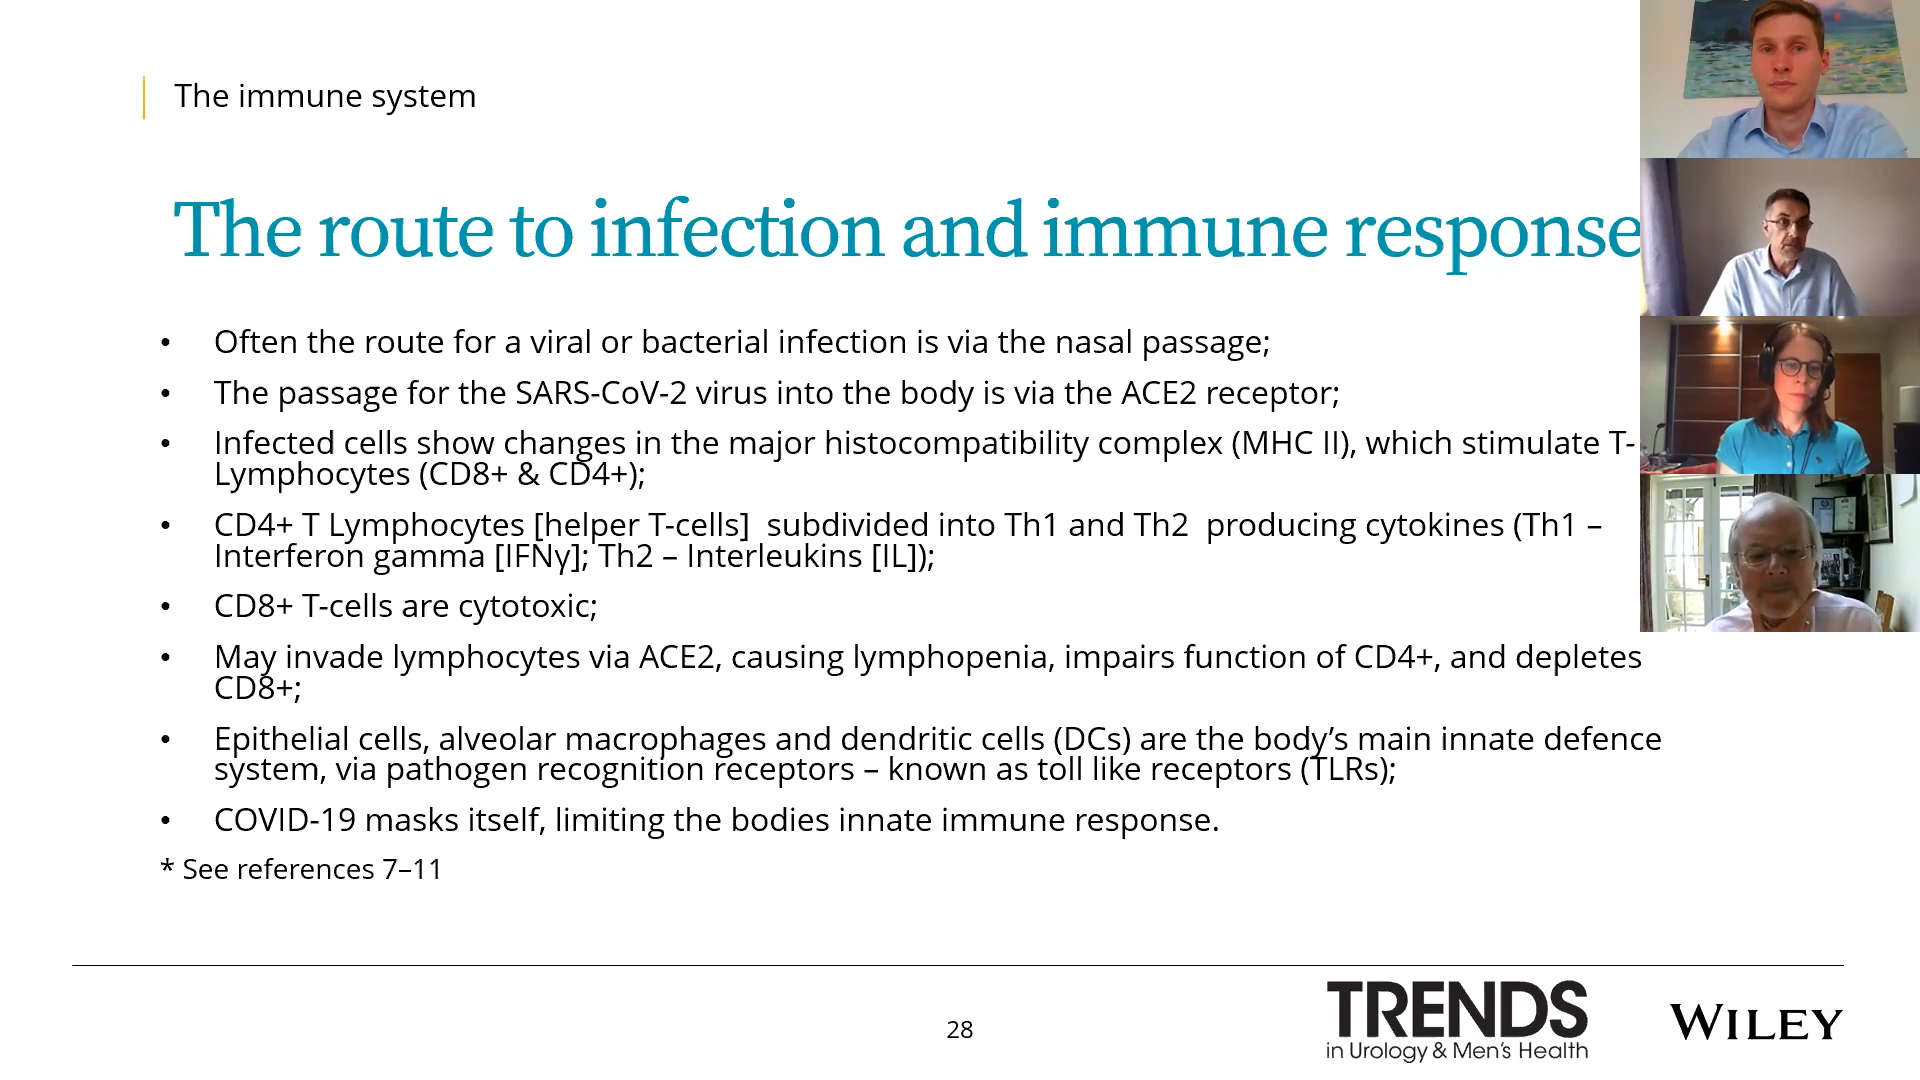 The immune system
The route to infection and immune response
• Often the route for a viral or bacterial infection is via the nasal passage;
• The passage for the SARS-CoV-2 virus into the body is via the ACE2 receptor;
• Infected cells show changes in the major histocompatibility complex (MHC II), which stimulate T-
Lymphocytes (CD8+ & CD4+);
• CD4+ T Lymphocytes [helper T-cells]  subdivided into Th1 and Th2  producing cytokines (Th1 –
Interferon gamma [IFNγ]; Th2 – Interleukins [IL]);
• CD8+ T-cells are cytotoxic;
• May invade lymphocytes via ACE2, causing lymphopenia, impairs function of CD4+, and depletes
CD8+;
• Epithelial cells, alveolar macrophages and dendritic cells (DCs) are the body’s main innate defence
system, via pathogen recognition receptors – known as toll like receptors (TLRs);
• COVID-19 masks itself, limiting the bodies innate immune response.
* See references 7–11
28
TRENDS
in Urology & Men's Health
WILEY